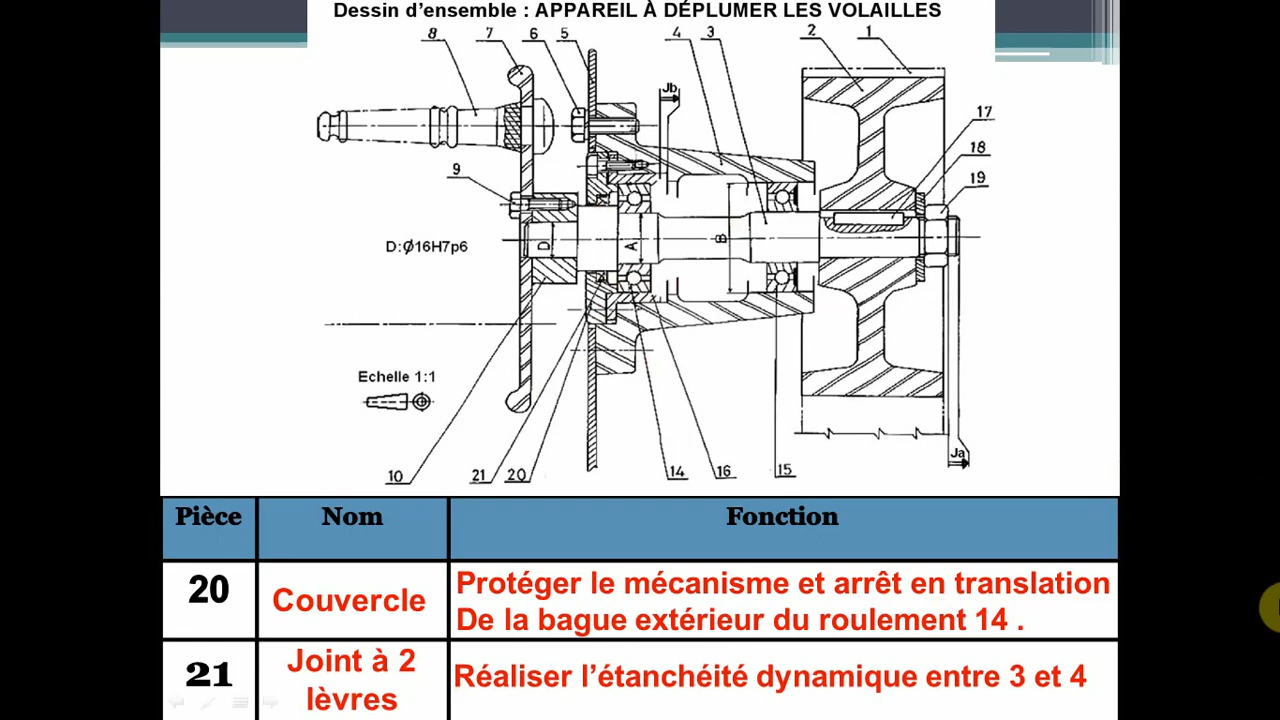 Dessin d’ensemble : APPAREIL À DÉPLUMER LES VOLAILLES
8 7 6 5 4 3 2 1
Jb
17
18
9
19
D:Ø16H7p6
D A B
Echelle 1:1
Ja
10 21 20 14 16 15
Pièce Nom Fonction
20 Couvercle Protéger le mécanisme et arrêt en translation
De la bague extérieur du roulement 14 .
21 Joint à 2
lèvres
Réaliser l’étanchéité dynamique entre 3 et 4